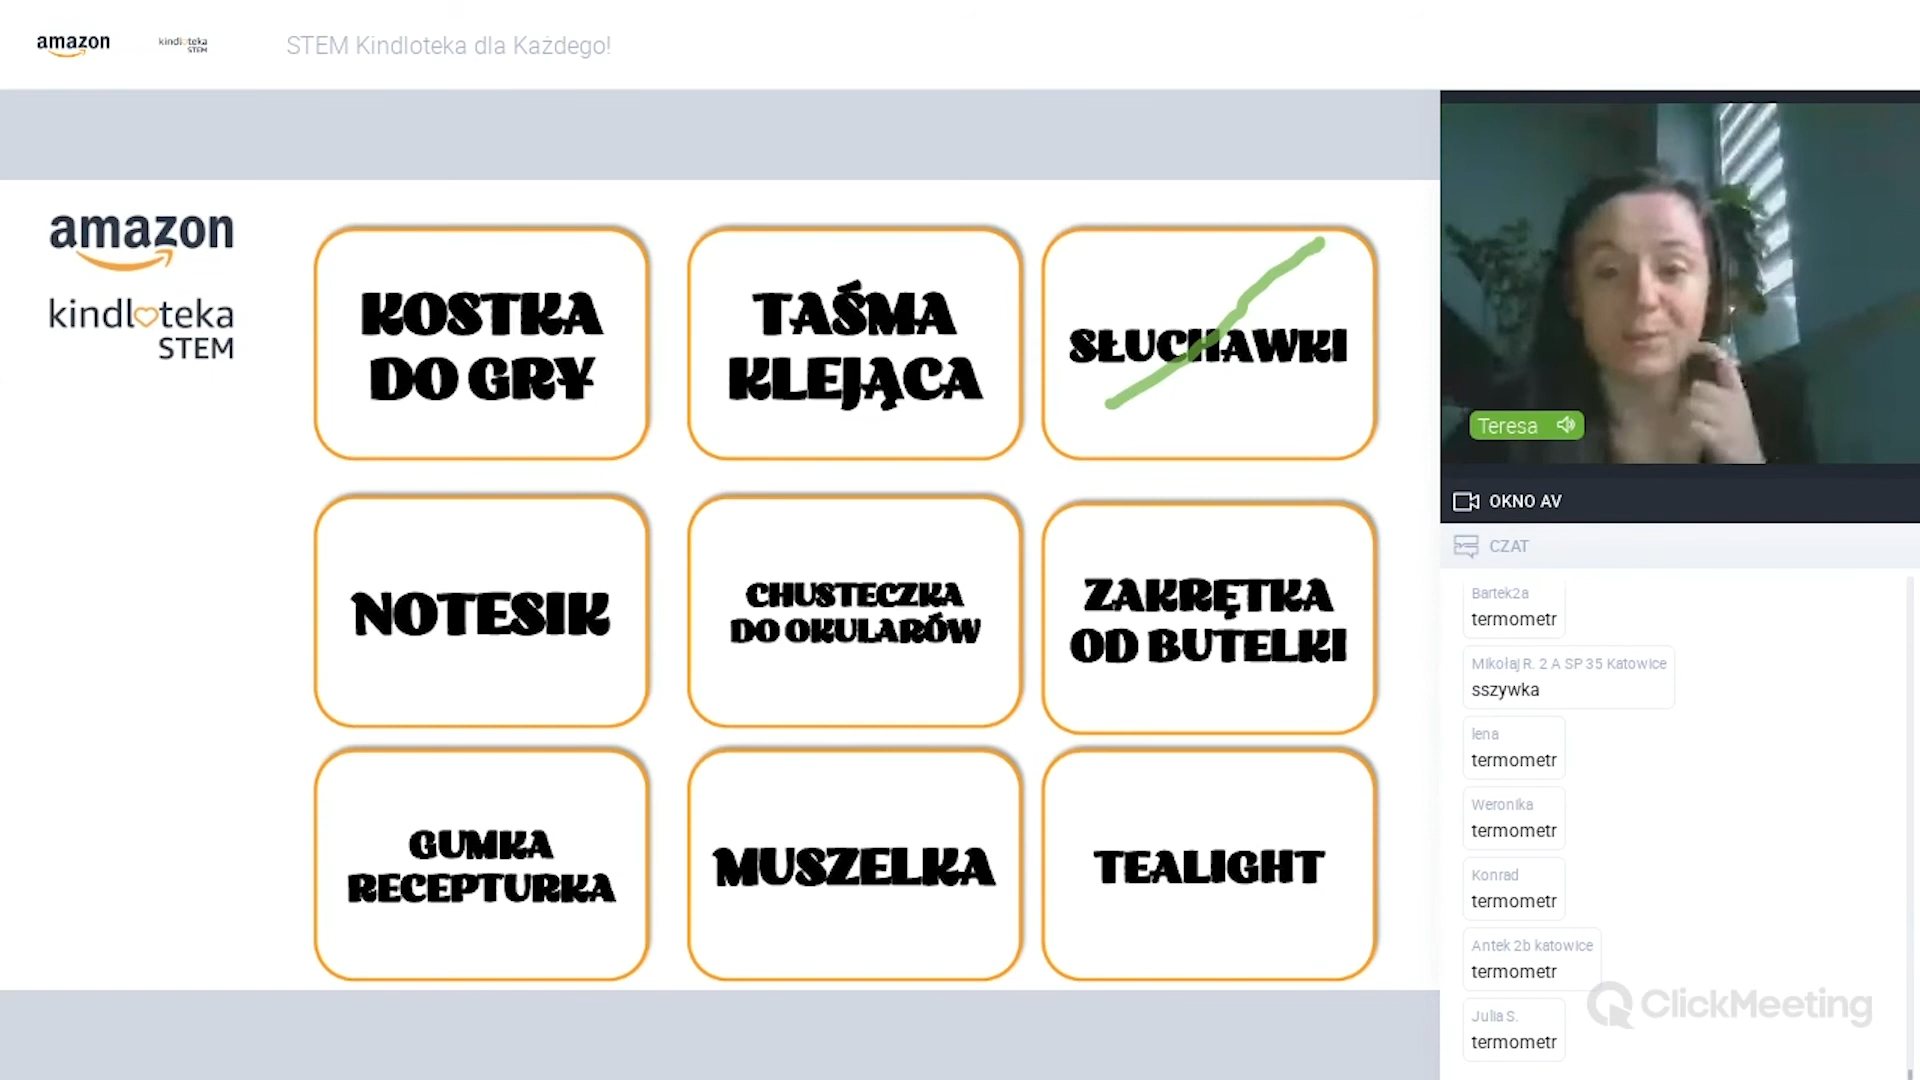 amazon
kindloteka
STEM
STEM Kindloteka dla Każdego!
amazon
kindloteka
STEM
KOSTKA
DO GRY
TAŚMA
KLEJĄCA
SŁUCHAWKI
NOTESIK
CHUSTECZKA
DO OKULARÓW
ZAKRĘTKA
OD BUTELKI
GUMKA
RECEPTURKA
MUSZELKA
TEALIGHT
Teresa
OKNO AV
CZAT
Bartek2a
termometr
Mikołaj R. 2 A SP 35 Katowice
sszywka
lena
termometr
Weronika
termometr
Konrad
termometr
Antek 2b katowice
termometr
Julia S.
termometr
ClickMeeting